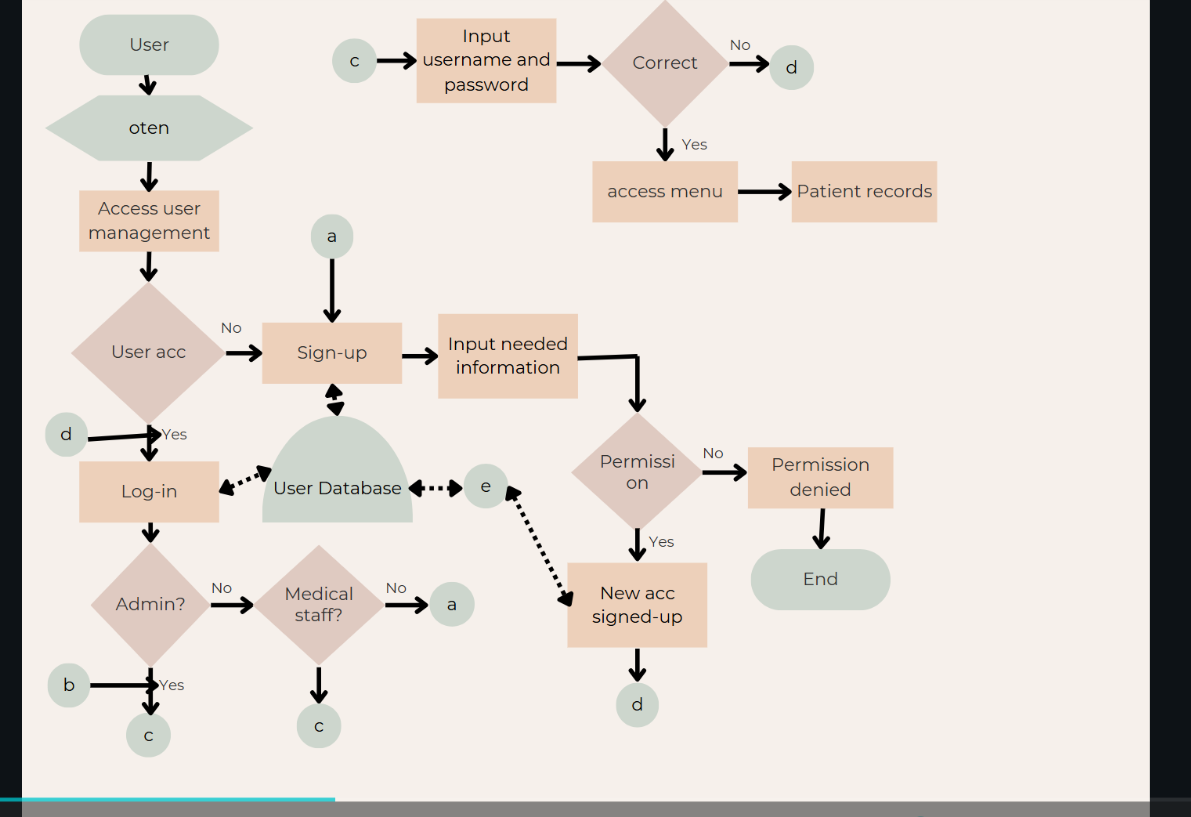 User
oten
Access user
management
User acc
No
Yes
d
Log-in
Admin?
No
Yes
b
c
Medical
staff?
No
a
c
a
Sign-up
User Database
e
Input needed
information
Permissi
on
No
Permission
denied
End
Yes
New acc
signed-up
d
c
Input
username and
password
Correct
No
d
Yes
access menu
Patient records